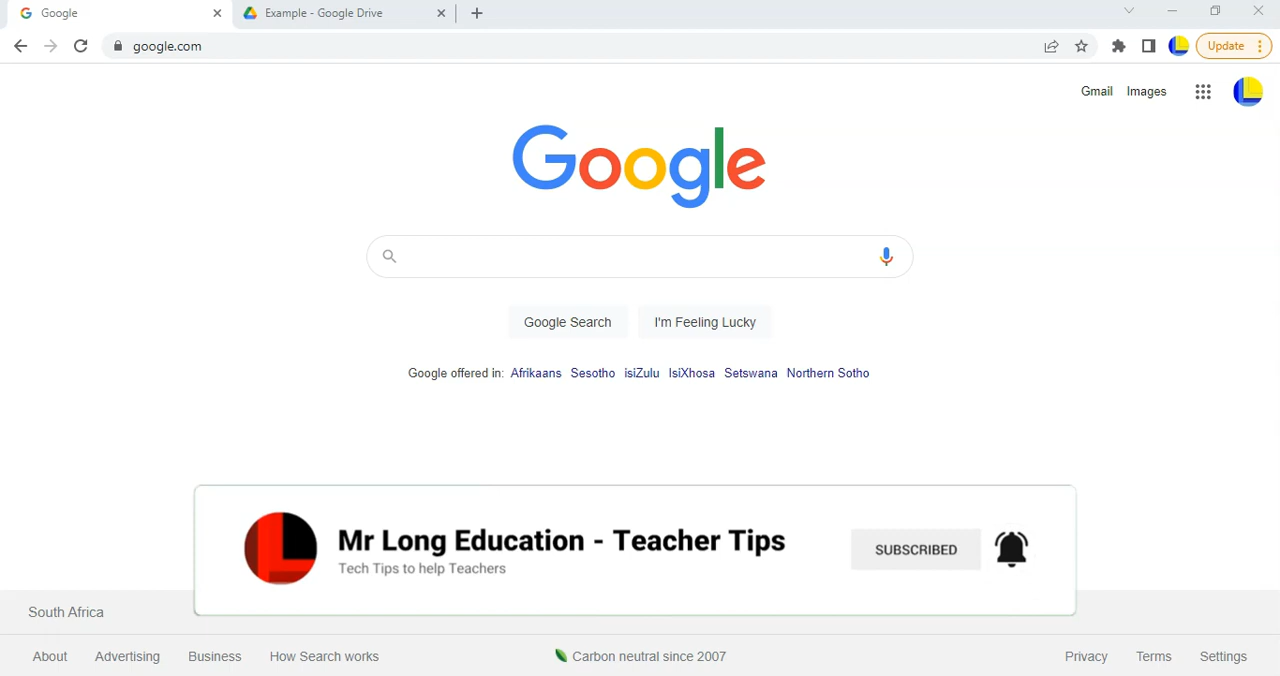 Google
Example - Google Drive
google.com
Update
Gmail Images
Google
Google Search
I'm Feeling Lucky
Google offered in: Afrikaans Sesotho isiZulu IsiXhosa Setswana Northern Sotho
Mr Long Education - Teacher Tips
Tech Tips to help Teachers
SUBSCRIBED
South Africa
About Advertising Business How Search works
Carbon neutral since 2007
Privacy Terms Settings